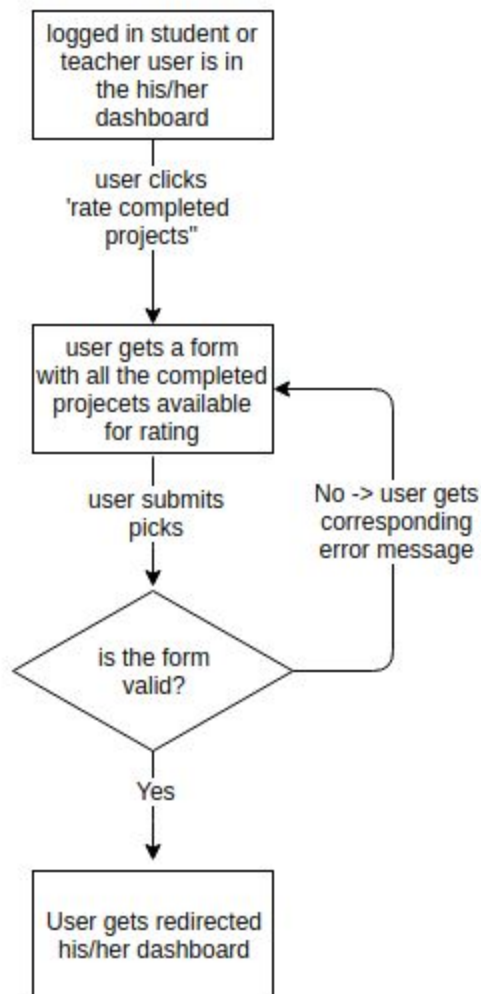 logged in student or
teacher user is in
the his/her
dashboard
user clicks
'rate completed
projects"
user gets a form
with all the completed
projecets available
for rating
user submits
picks
No -> user gets
corresponding
error message
is the form
valid?
Yes
User gets redirected
his/her dashboard